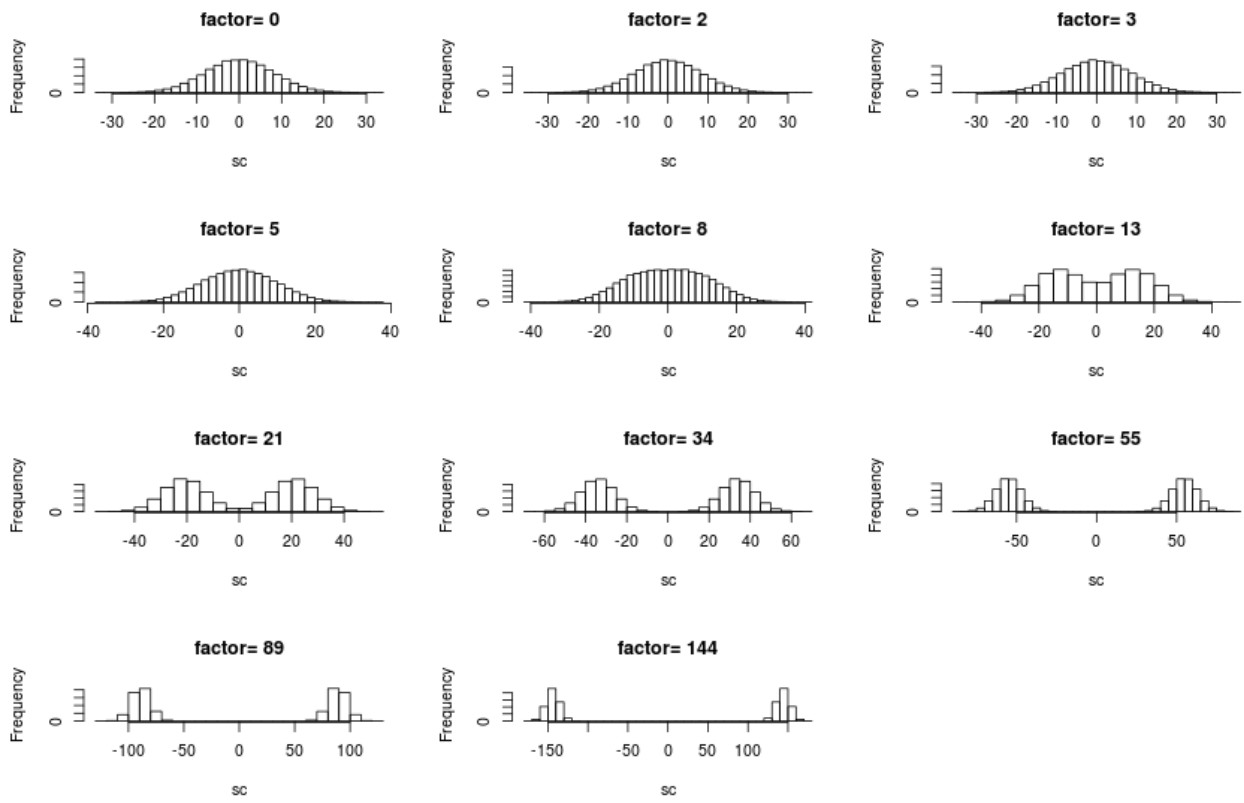 factor= 0
Frequency
0
-30 -20 -10 0 10 20 30
sc
factor= 2
Frequency
0
-30 -20 -10 0 10 20 30
sc
factor= 3
Frequency
0
-30 -20 -10 0 10 20 30
sc
factor= 5
Frequency
0
-40 -20 0 20 40
sc
factor= 8
Frequency
0
-40 -20 0 20 40
sc
factor= 13
Frequency
0
-40 -20 0 20 40
sc
factor= 21
Frequency
0
-40 -20 0 20 40
sc
factor= 34
Frequency
0
-60 -40 -20 0 20 40 60
sc
factor= 55
Frequency
0
-50 0 50
sc
factor= 89
Frequency
0
-100 -50 0 50 100
sc
factor= 144
Frequency
0
-150 -50 0 50 100
sc